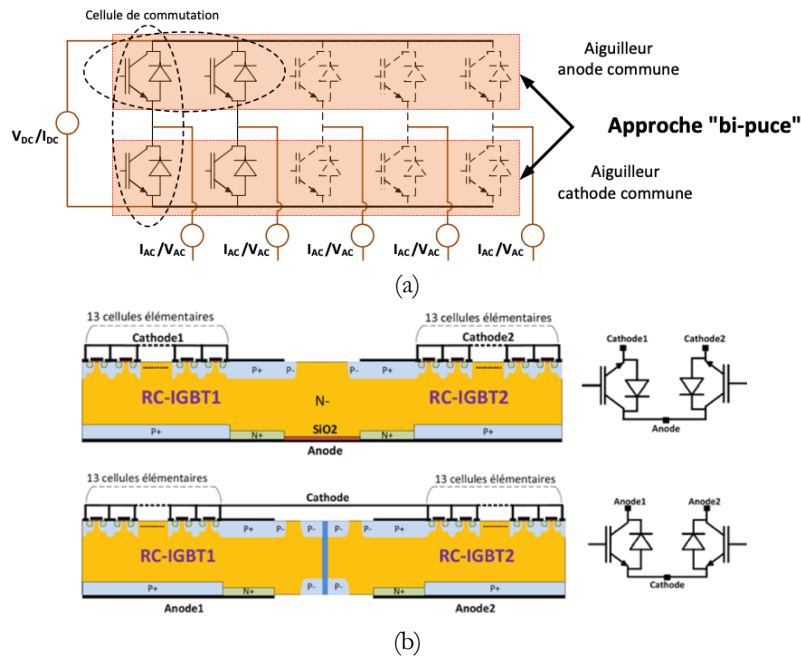 Cellule de commutation
Aiguilleur
anode commune
Approche "bi-puce"
Aiguilleur
cathode commune
VDC/IDC
IAC/VAC IAC/VAC IAC/VAC IAC/VAC IAC/VAC
(a)
13 cellules élémentaires 13 cellules élémentaires
Cathode1 Cathode2
P+ P- P- P+
RC-IGBT1 N- RC-IGBT2
P+ N+ SiO2 N+ P+
Anode
Cathode1 Cathode2
Anode
13 cellules élémentaires 13 cellules élémentaires
Cathode
P+ P- P- P- P- P+
RC-IGBT1 RC-IGBT2
P+ N+ P- P- N+ P+
Anode1 Anode2
Anode1 Anode2
Cathode
(b)